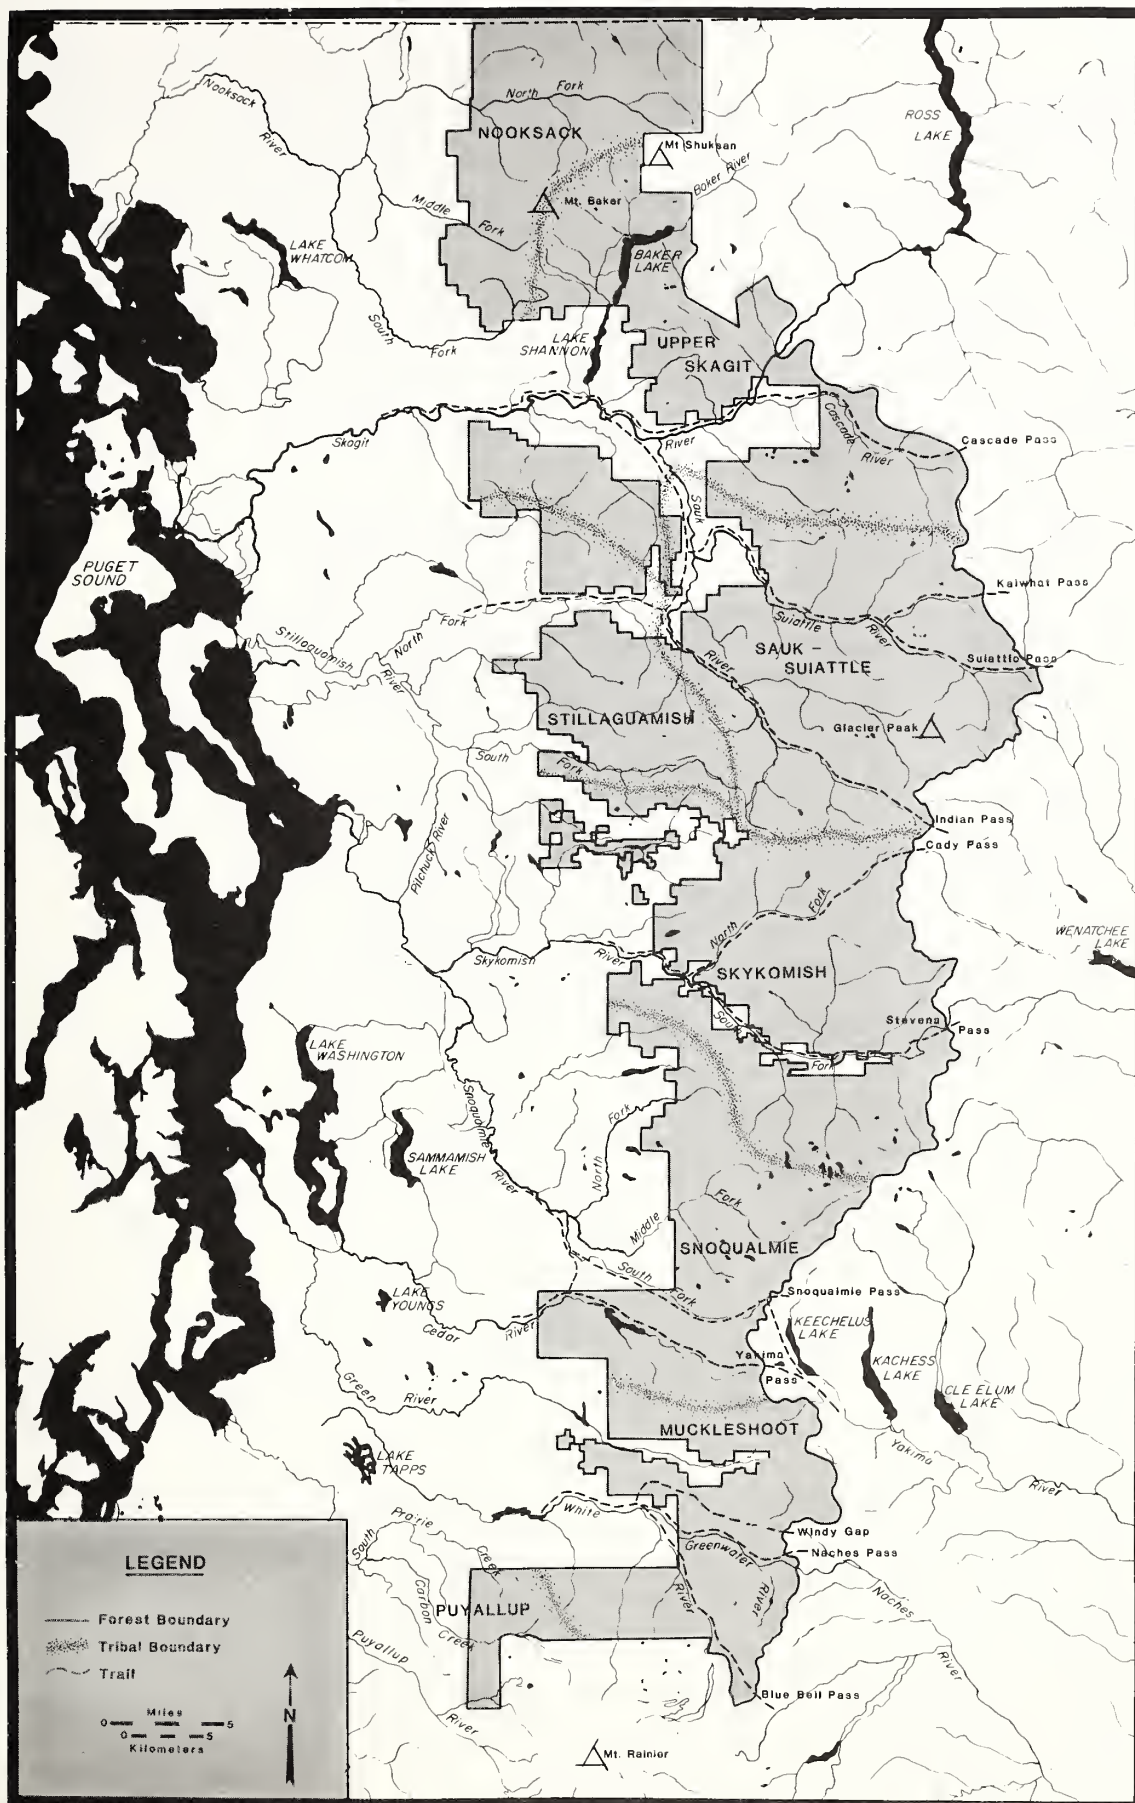 Nooksack
River
North Fork
NOOKSACK
Mt Shuksan
ROSS
LAKE
Baker River
Middle
Fork
Mt. Baker
LAKE
WHATCOM
BAKER
LAKE
South
Fork
LAKE
SHANNON
UPPER
SKAGIT
Skagit
River
Cascade
River
Cascade Pass
Sauk
PUGET
SOUND
Kaiwhat Pass
North
Fork
Stillaguamish
River
Suiattle
River
SAUK -
SUIATTLE
River
Suiattle Pass
STILLAGUAMISH
Glacier Peak
South
Fork
Indian Pass
Cady Pass
Pilchuck River
North
Fork
WENATCHEE
LAKE
Skykomish
River
SKYKOMISH
South
Fork
Stevens
Pass
LAKE
WASHINGTON
Snoqualmie
River
North
Fork
SAMMAMISH
LAKE
Middle
Fork
SNOQUALMIE
South
Fork
Snoqualmie Pass
LAKE
YOUNGS
Cedar
River
KEECHELUS
LAKE
Yakima
Pass
KACHESS
LAKE
CLE ELUM
LAKE
Green
River
MUCKLESHOOT
Yakima
River
LAKE
TAPPS
White
Prairie
Creek
South
Windy Gap
Greenwater
Naches Pass
River
River
Naches
River
Carbon
Creek
PUYALLUP
Puyallup
River
Blue Bell Pass
Mt. Rainier
LEGEND
Forest Boundary
Tribal Boundary
Trail
Miles
0 5
0 5
Kilometers
N